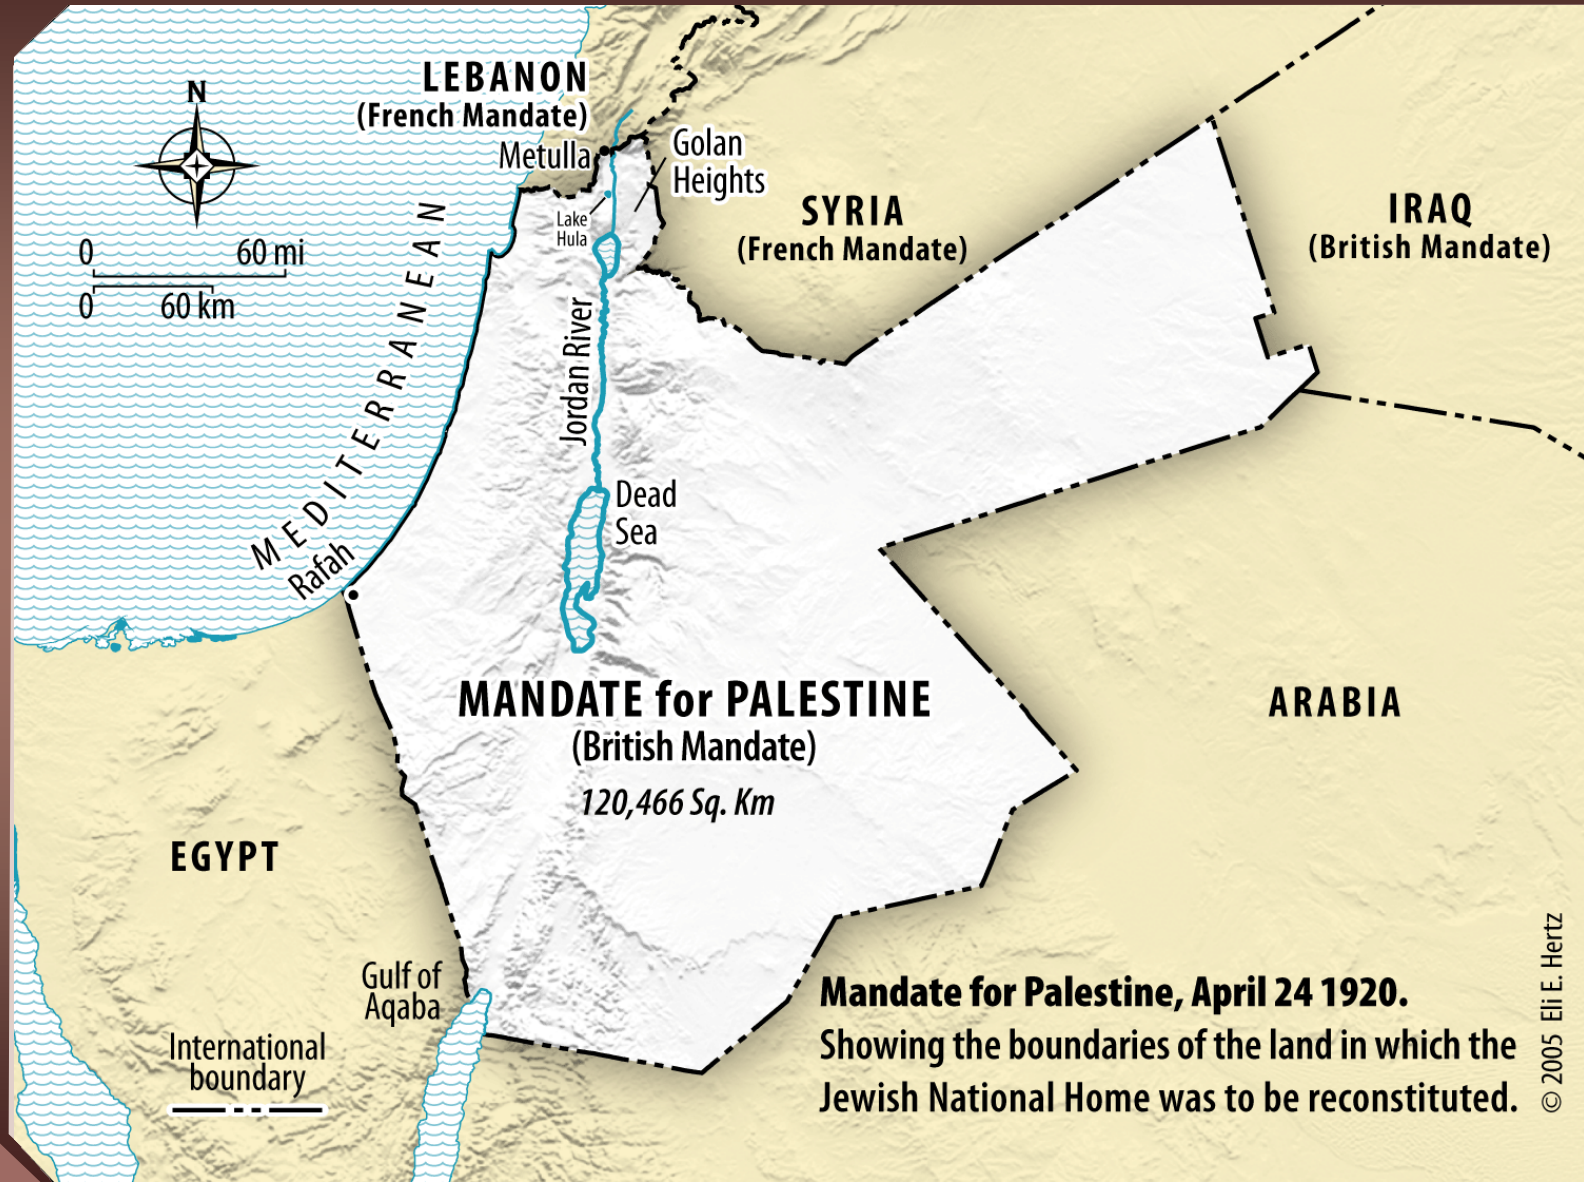 LEBANON
(French Mandate)
N
Metulla
Golan
Heights
Lake
Hula
SYRIA
(French Mandate)
IRAQ
(British Mandate)
0 60 mi
0 60 km
MEDITERRANEAN
Jordan River
Dead
Sea
Rafah
MANDATE for PALESTINE
(British Mandate)
120,466 Sq. Km
ARABIA
EGYPT
Gulf of
Aqaba
International
boundary
Mandate for Palestine, April 24 1920.
Showing the boundaries of the land in which the
Jewish National Home was to be reconstituted.
© 2005 Eli E. Hertz